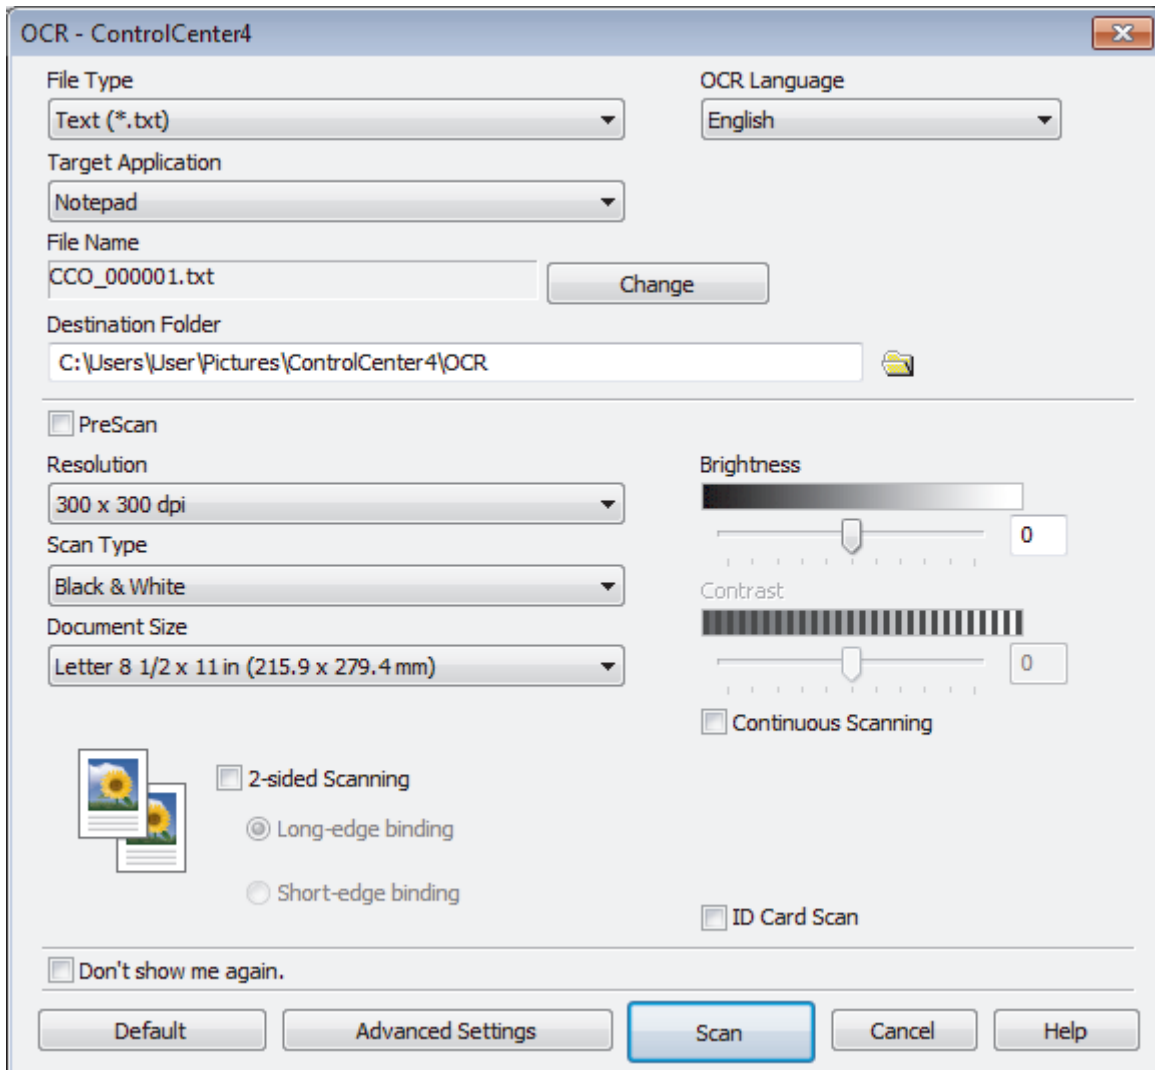 OCR - ControlCenter4
File Type
OCR Language
Text (*.txt)
English
Target Application
Notepad
File Name
CCO_000001.txt
Change
Destination Folder
C:\Users\User\Pictures\ControlCenter4\OCR
PreScan
Resolution
Brightness
300 x 300 dpi
0
Scan Type
Black & White
Contrast
Document Size
Letter 8 1/2 x 11 in (215.9 x 279.4 mm)
0
Continuous Scanning
2-sided Scanning
Long-edge binding
Short-edge binding
ID Card Scan
Don't show me again.
Default
Advanced Settings
Scan
Cancel
Help